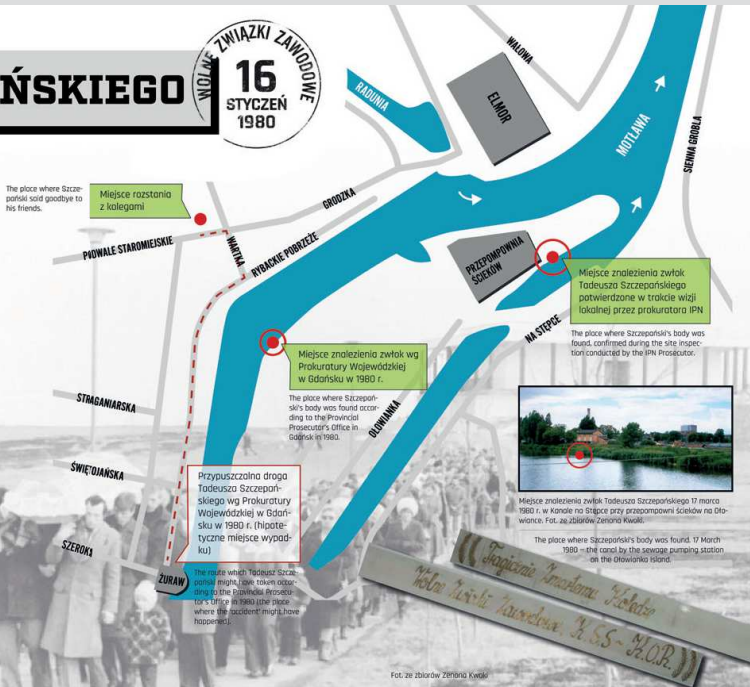 ŃSKIEGO
WOLNE ZWIĄZKI ZAWODOWE
16
STYCZEŃ
1980
WAŁOWA
RADUNIA
ELMOR
MOTŁAWA
SIENNA GROBLA
The place where Szcze-
pański said goodbye to
his friends.
Miejsce rozstania
z kolegami
GRODZKA
PODWALE STAROMIEJSKIE
WARTKA
RYBACKIE POBRZEŻE
PRZEPOMPOWNIA
ŚCIEKÓW
Miejsce znalezienia zwłok
Tadeusza Szczepańskiego
potwierdzone w trakcie wizji
lokalnej przez prokuratora IPN
The place where Szczepański's body was
found, confirmed during the site inspec-
tion conducted by the IPN Prosecutor.
NA STĘPCE
Miejsce znalezienia zwłok wg
Prokuratury Wojewódzkiej
w Gdańsku w 1980 r.
The place where Szczepań-
ski's body was found accor-
ding to the Provincial
Prosecutor's Office in
Gdańsk in 1980.
OŁOWIANKA
STRAGANIARSKA
ŚWIĘTOJAŃSKA
SZEROKA
Przypuszczalna droga
Tadeusza Szczepań-
skiego wg Prokuratury
Wojewódzkiej w Gdań-
sku w 1980 r. (hipote-
tyczne miejsce wypad-
ku)
ŻURAW
The route which Tadeusz Szcze-
pański might have taken accor-
ding to the Provincial Prosecu-
tor's Office in 1980 (the place
where the "accident" might have
happened).
Miejsce znalezienia zwłok Tadeusza Szczepańskiego 17 marca
1980 r. w Kanale na Stępce przy przepompowni ścieków na Oło-
wiance. Fot. ze zbiorów Zenona Kwoki.
The place where Szczepański's body was found, 17 March
1980 – the canal by the sewage pumping station
on the Ołowianka Island.
Tragicznie Zmarłemu Koledze
Wolne Związki Zawodowe, K.S.S-K.O.R.
Fot. ze zbiorów Zenona Kwoki